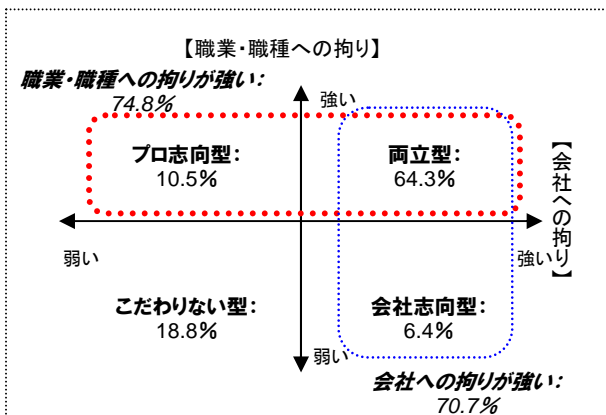 【職業・職種への拘り】
職業・職種への拘りが強い:
74.8%
強い
プロ志向型:
10.5%
両立型:
64.3%
【会社への拘り】
弱い
強い
こだわりない型:
18.8%
会社志向型:
6.4%
弱い
会社への拘りが強い:
70.7%